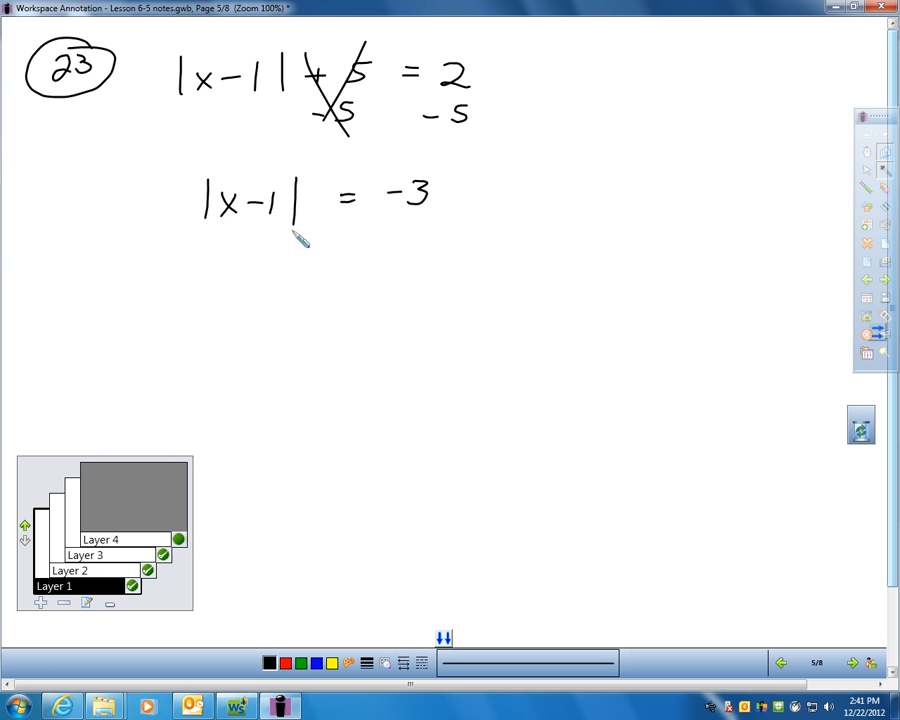 Workspace Annotation - Lesson 6-5 notes.gwb, Page 5/8 (Zoom 100%) *
23
|x-1| + 5 = 2
-5 -5
|x-1| = -3
Layer 4
Layer 3
Layer 2
Layer 1
5/8
2:41 PM
12/22/2012